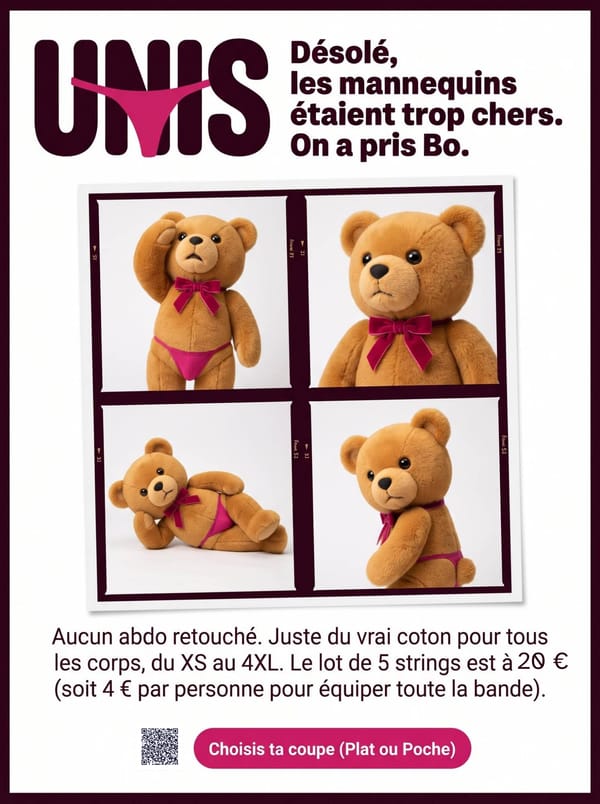 UNIS
Désolé,
les mannequins
étaient trop chers.
On a pris Bo.
Aucun abdo retouché. Juste du vrai coton pour tous
les corps, du XS au 4XL. Le lot de 5 strings est à 20 €
(soit 4 € par personne pour équiper toute la bande).
Choisis ta coupe (Plat ou Poche)